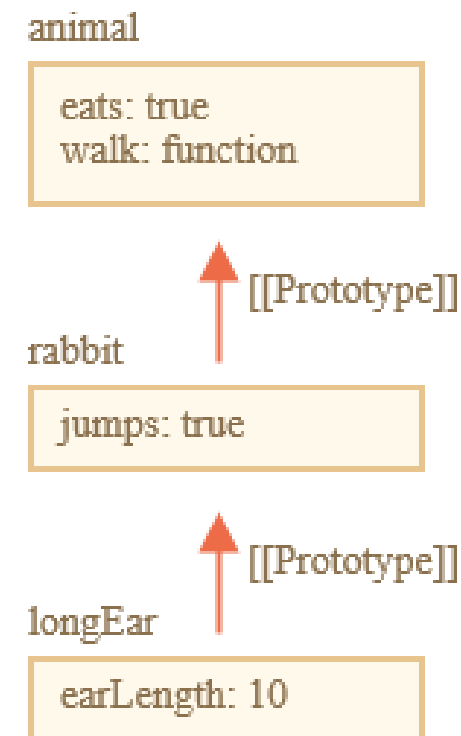 animal
eats: true
walk: function
[[Prototype]]
rabbit
jumps: true
[[Prototype]]
longEar
earLength: 10